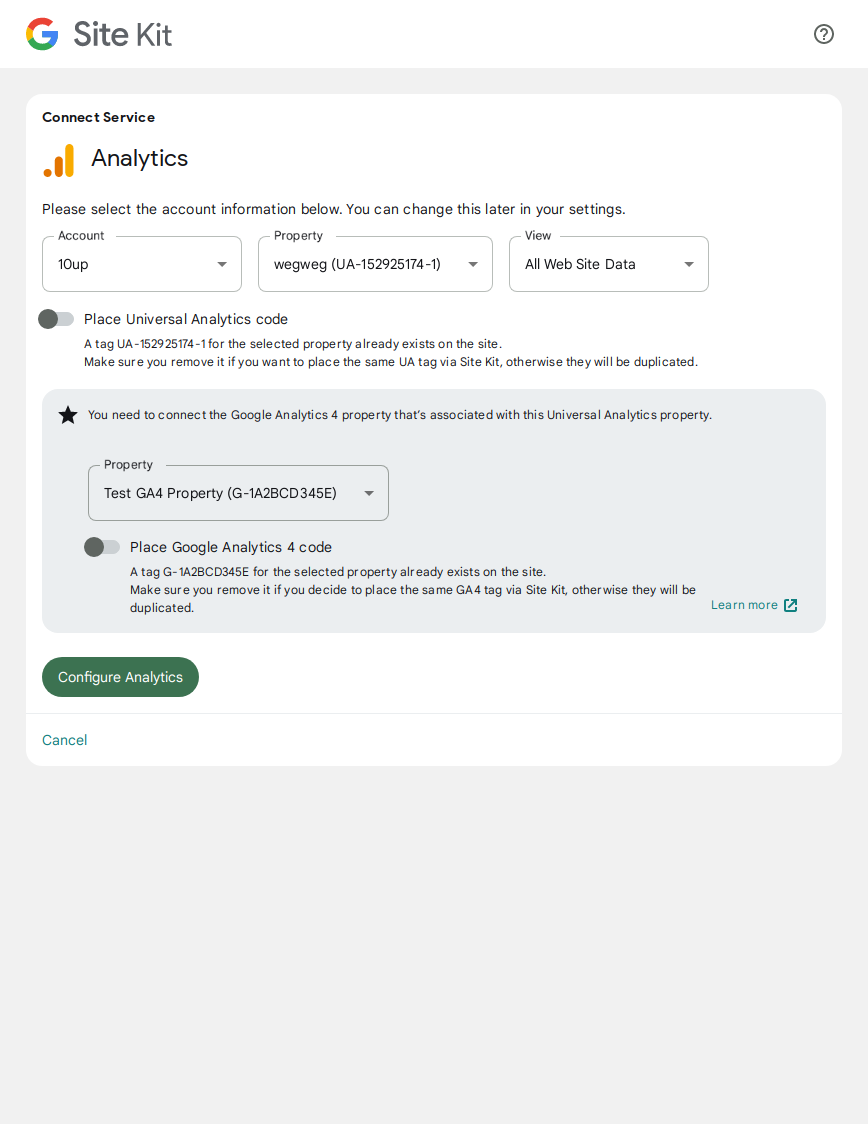 Site Kit
Connect Service
Analytics
Please select the account information below. You can change this later in your settings.
Account
10up
Property
wegweg (UA-152925174-1)
View
All Web Site Data
Place Universal Analytics code
A tag UA-152925174-1 for the selected property already exists on the site.
Make sure you remove it if you want to place the same UA tag via Site Kit, otherwise they will be duplicated.
You need to connect the Google Analytics 4 property that's associated with this Universal Analytics property.
Property
Test GA4 Property (G-1A2BCD345E)
Place Google Analytics 4 code
A tag G-1A2BCD345E for the selected property already exists on the site.
Make sure you remove it if you decide to place the same GA4 tag via Site Kit, otherwise they will be
duplicated.
Learn more
Configure Analytics
Cancel